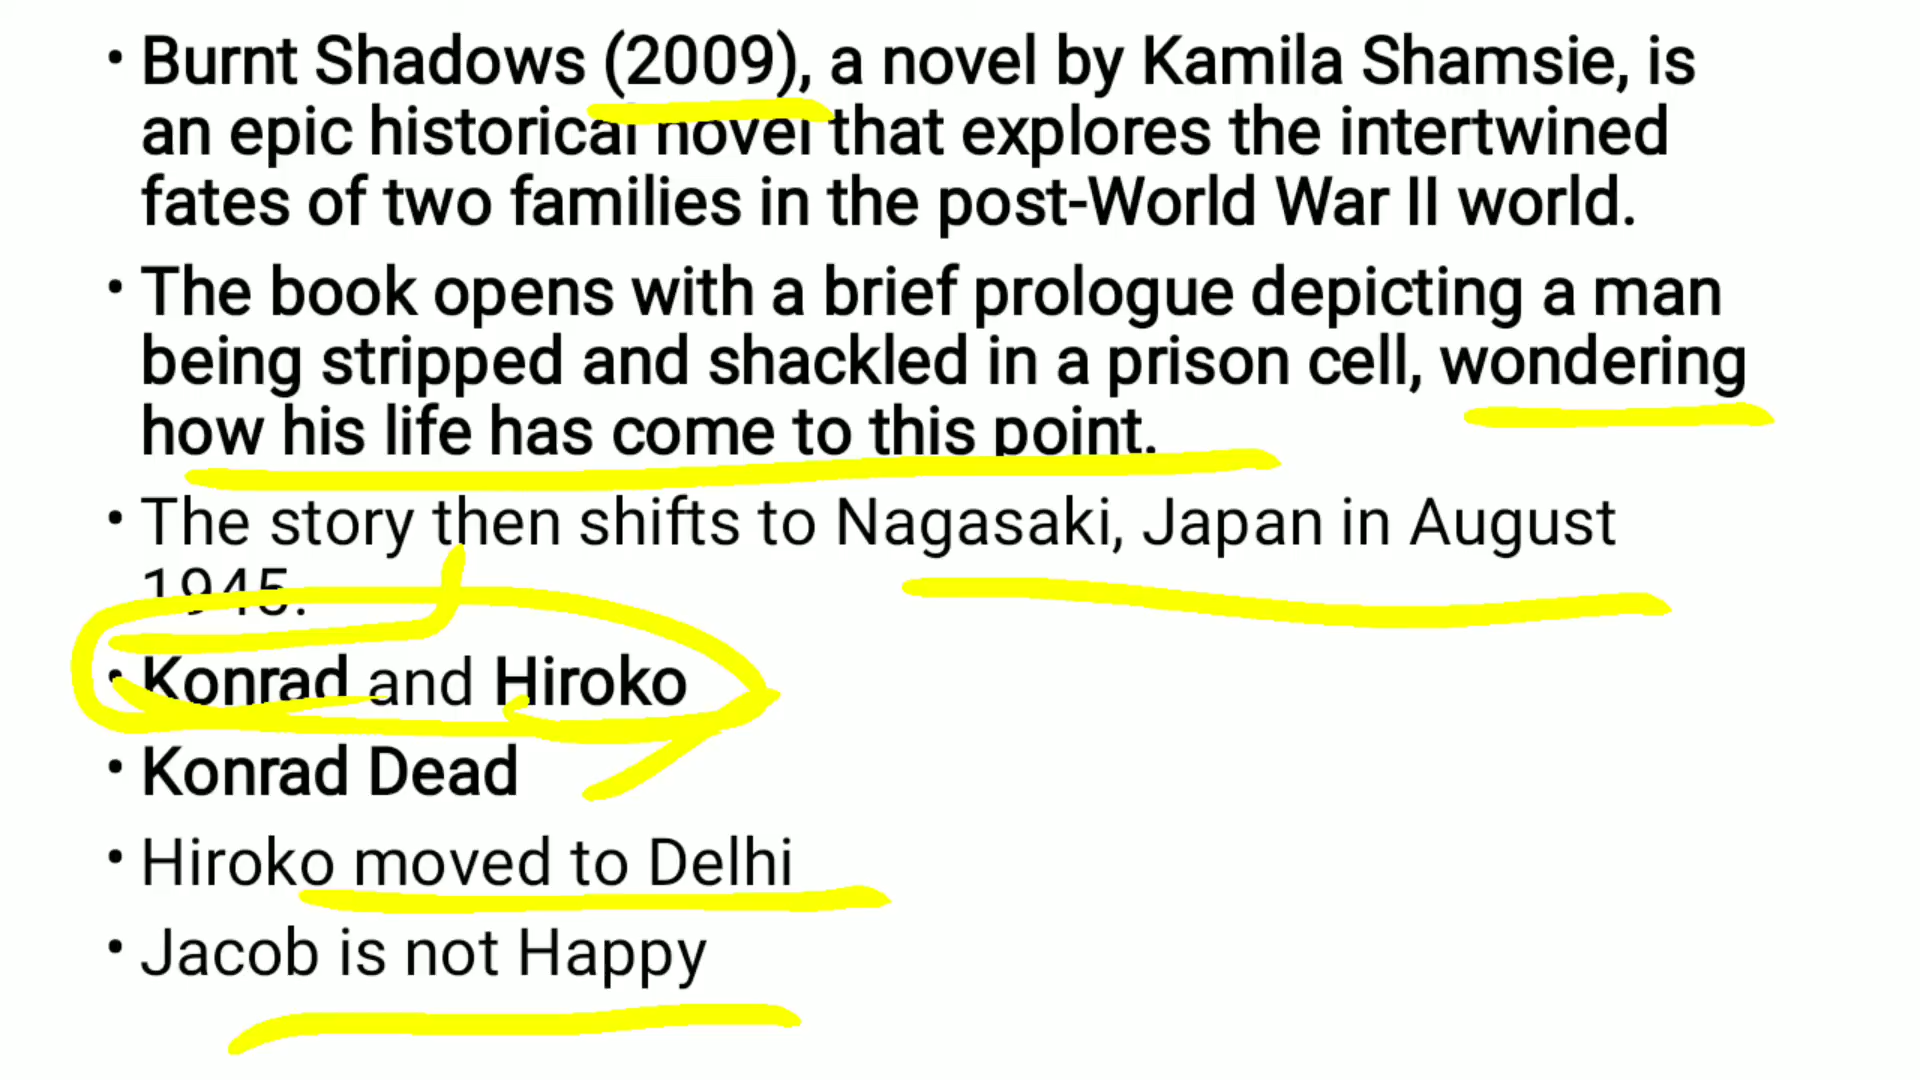 • Burnt Shadows (2009), a novel by Kamila Shamsie, is
an epic historical novel that explores the intertwined
fates of two families in the post-World War II world.
• The book opens with a brief prologue depicting a man
being stripped and shackled in a prison cell, wondering
how his life has come to this point.
• The story then shifts to Nagasaki, Japan in August
1945.
• Konrad and Hiroko
• Konrad Dead
• Hiroko moved to Delhi
• Jacob is not Happy